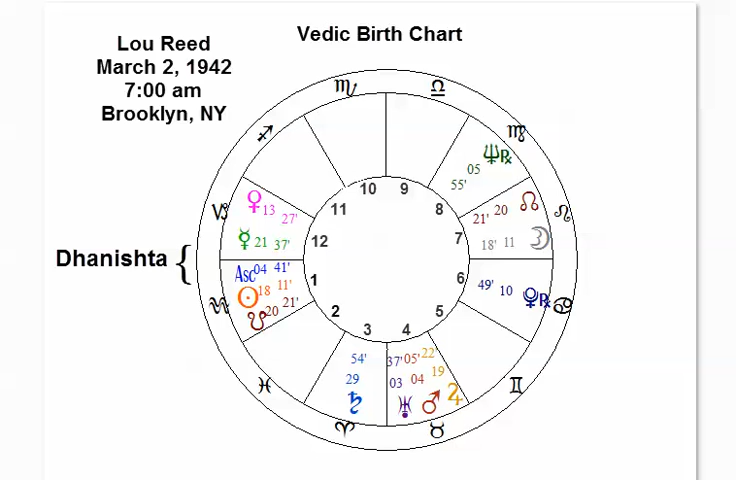 Vedic Birth Chart
Lou Reed
March 2, 1942
7:00 am
Brooklyn, NY
Dhanishta {
♏ ♎
♐ ♍
♑ ♌
♒ ♋
♓ ♊
♈ ♉
10 9
11 8
12 7
1 6
2 5
3 4
♆℞ 05 55'
♀ 13 27'
☿ 21 37'
21' 20 ☊
18' 11 ☽
Asc 04 41'
☉ 18 11'
☋ 20 21'
49' 10 ♇℞
54' 29 ♄
37' 03 ♅
05' 04 ♂
22' 19 ♃